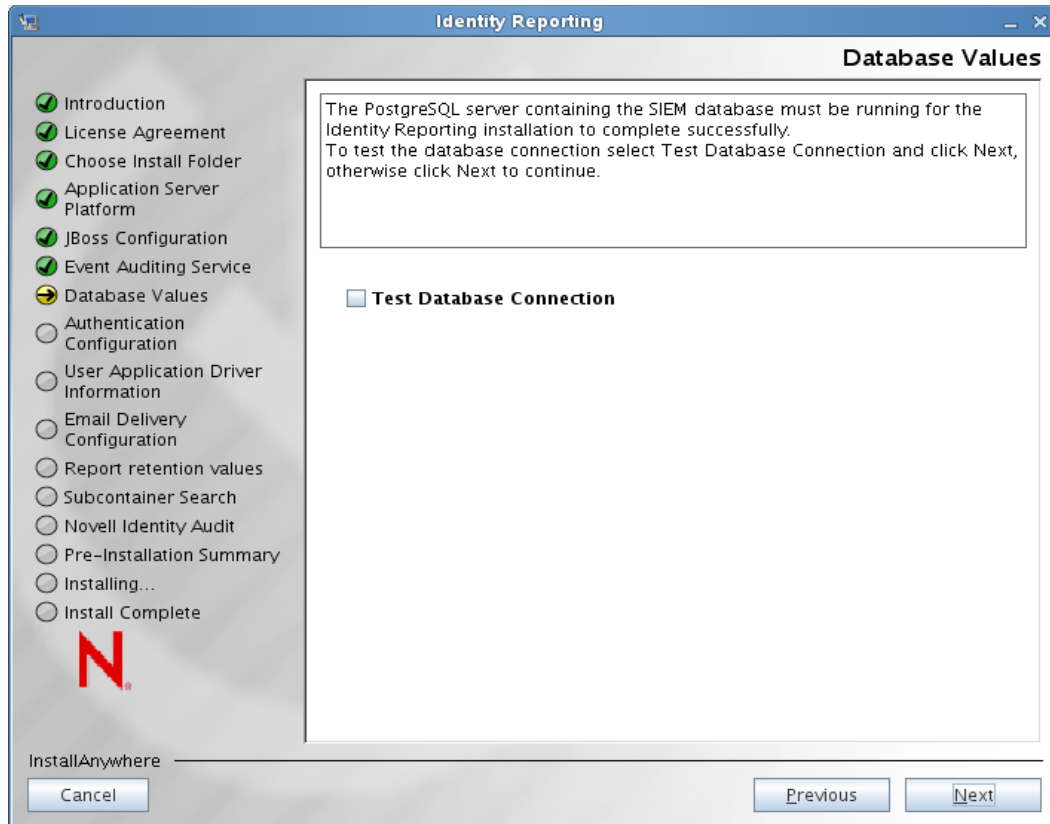 Identity Reporting
Database Values
Introduction
License Agreement
Choose Install Folder
Application Server
Platform
JBoss Configuration
Event Auditing Service
Database Values
Authentication
Configuration
User Application Driver
Information
Email Delivery
Configuration
Report retention values
Subcontainer Search
Novell Identity Audit
Pre-Installation Summary
Installing...
Install Complete
N®
The PostgreSQL server containing the SIEM database must be running for the
Identity Reporting installation to complete successfully.
To test the database connection select Test Database Connection and click Next,
otherwise click Next to continue.
Test Database Connection
InstallAnywhere
Cancel
Previous
Next